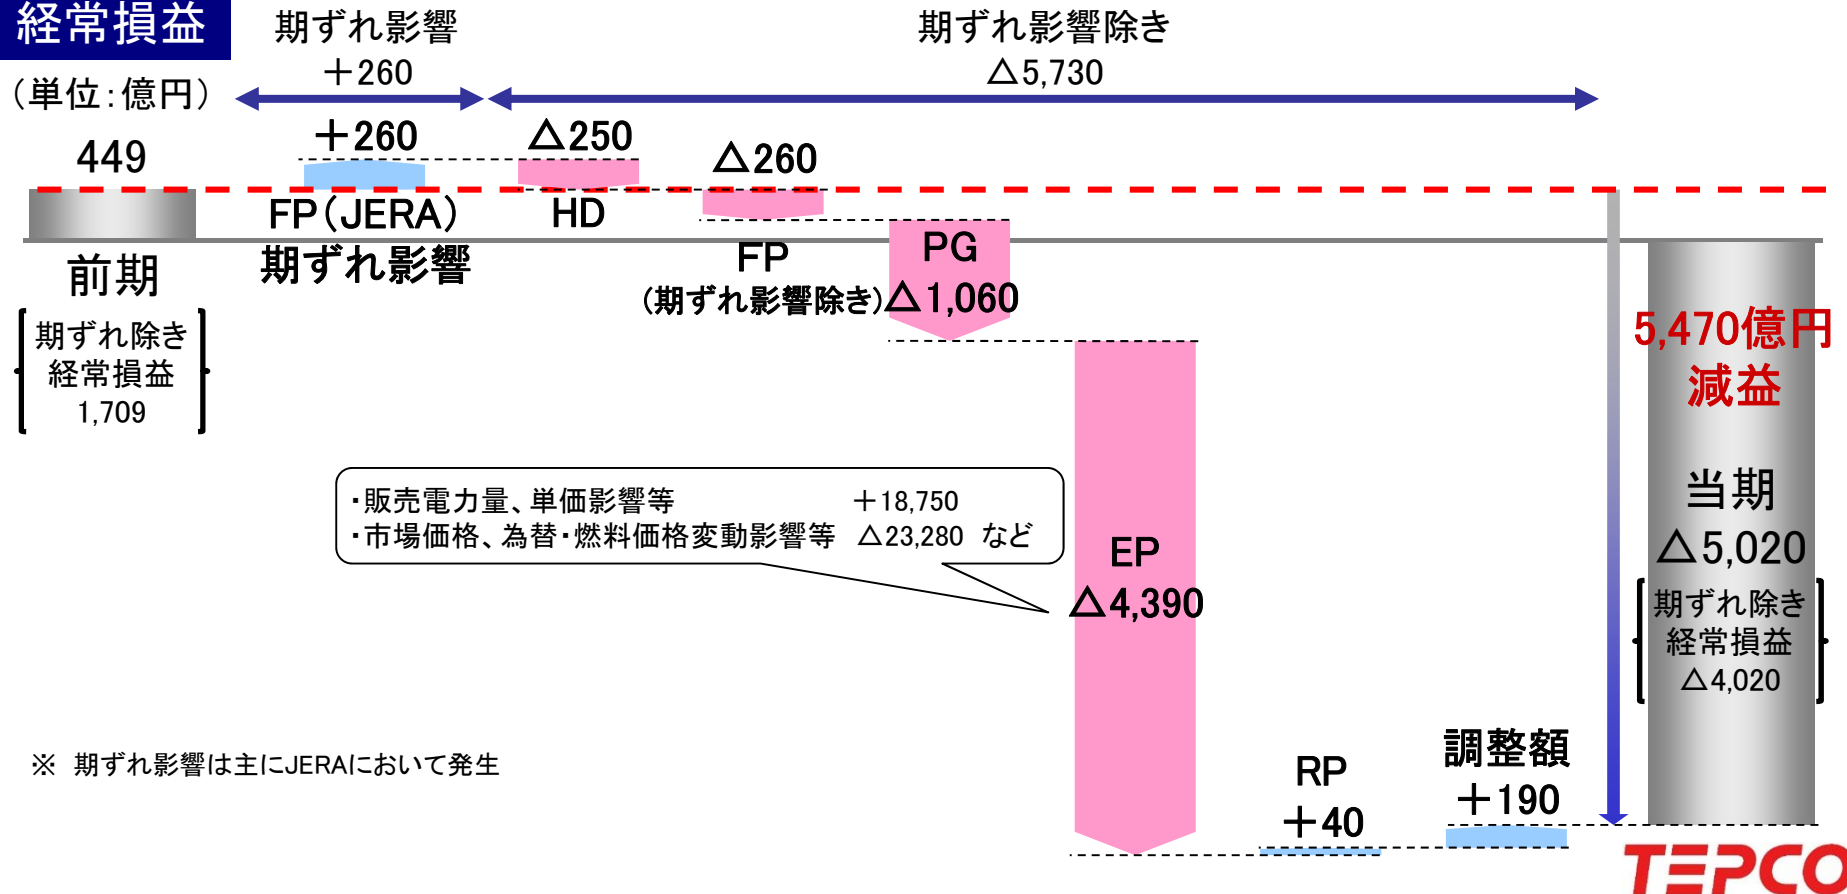 経常損益
(単位:億円)
期ずれ影響
+260
期ずれ影響除き
△5,730
449
+260
FP(JERA)
期ずれ影響
△250
HD
△260
FP
(期ずれ影響除き)
PG
△1,060
前期
期ずれ除き
経常損益
1,709
・販売電力量、単価影響等 +18,750
・市場価格、為替・燃料価格変動影響等 △23,280 など
EP
△4,390
RP
+40
調整額
+190
5,470億円
減益
当期
△5,020
期ずれ除き
経常損益
△4,020
※ 期ずれ影響は主にJERAにおいて発生
TEPCO